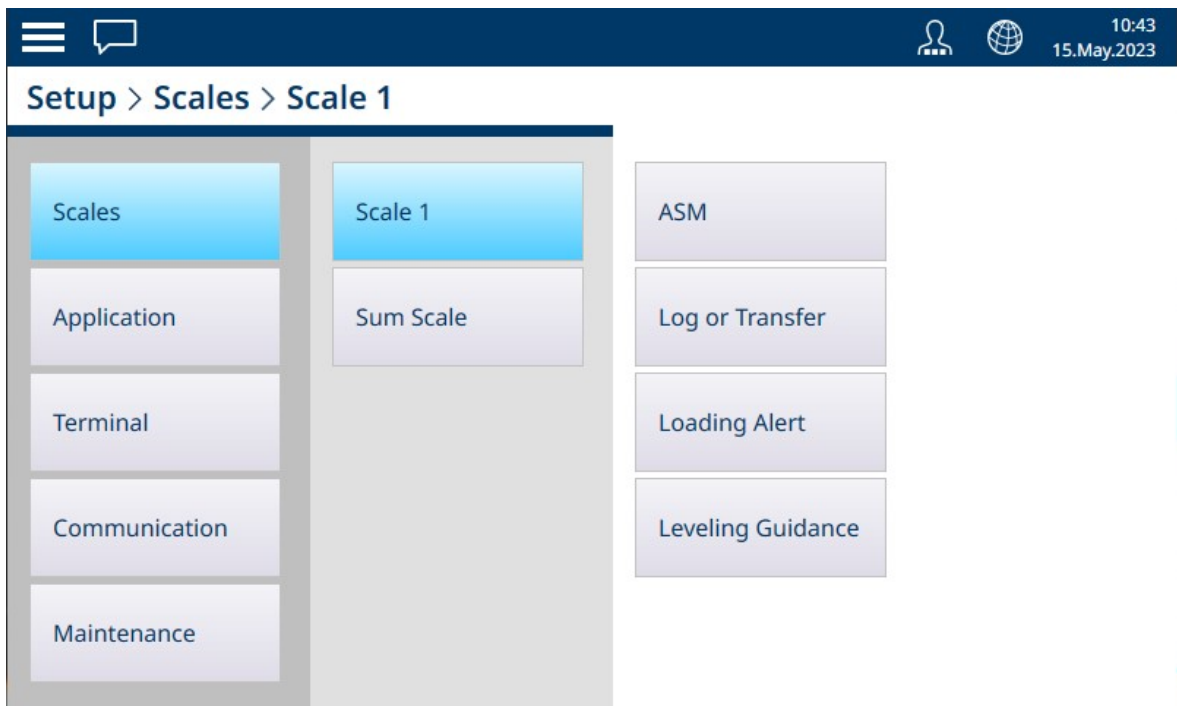 10:43
15.May.2023
Setup > Scales > Scale 1
Scales
Application
Terminal
Communication
Maintenance
Scale 1
Sum Scale
ASM
Log or Transfer
Loading Alert
Leveling Guidance